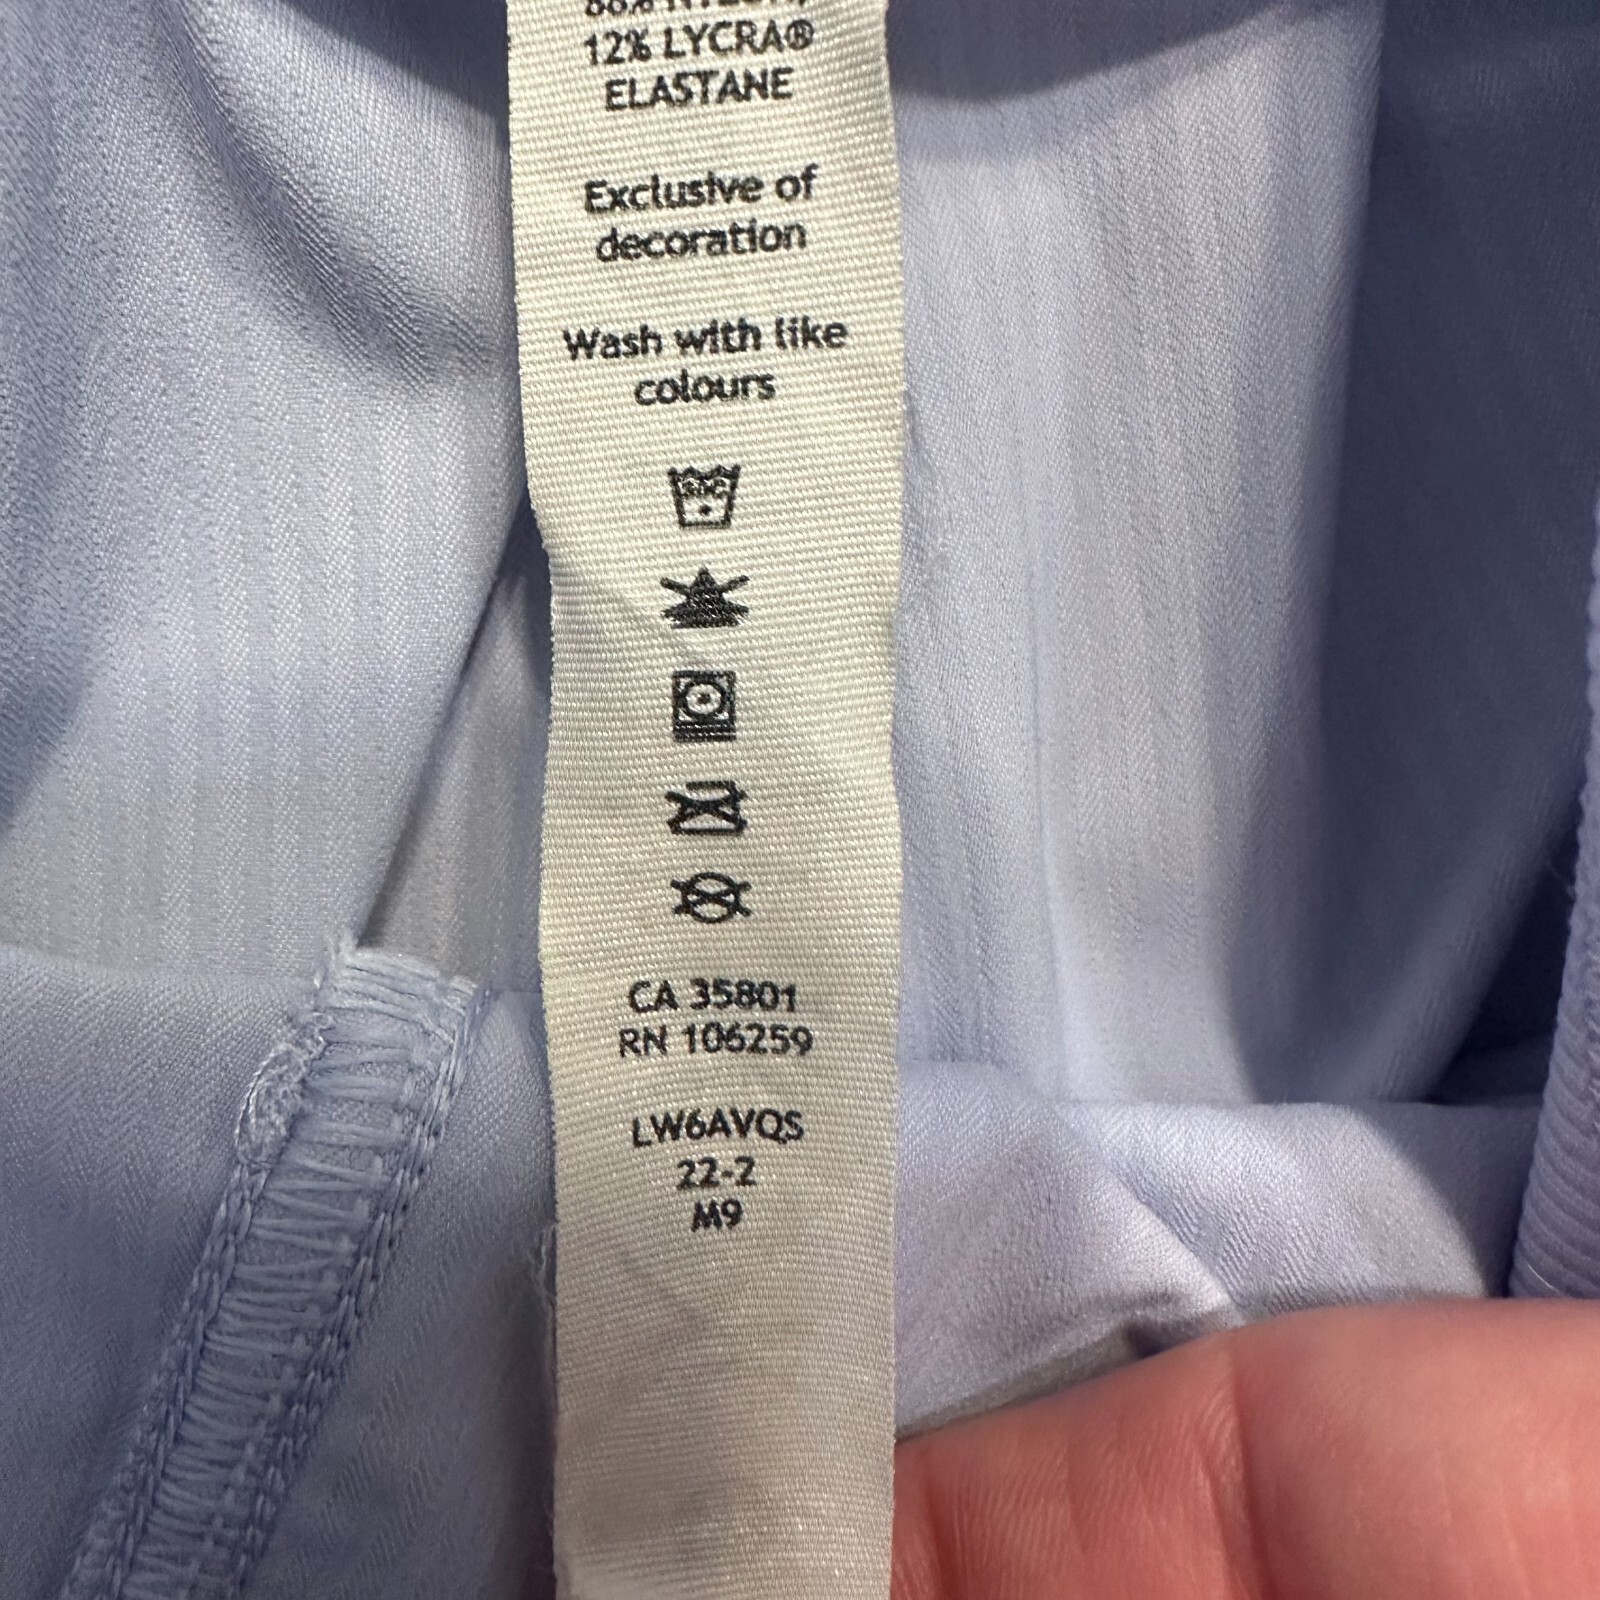 12% LYCRA®
ELASTANE
Exclusive of
decoration
Wash with like
colours
CA 35801
RN 106259
LW6AVQS
22-2
M9